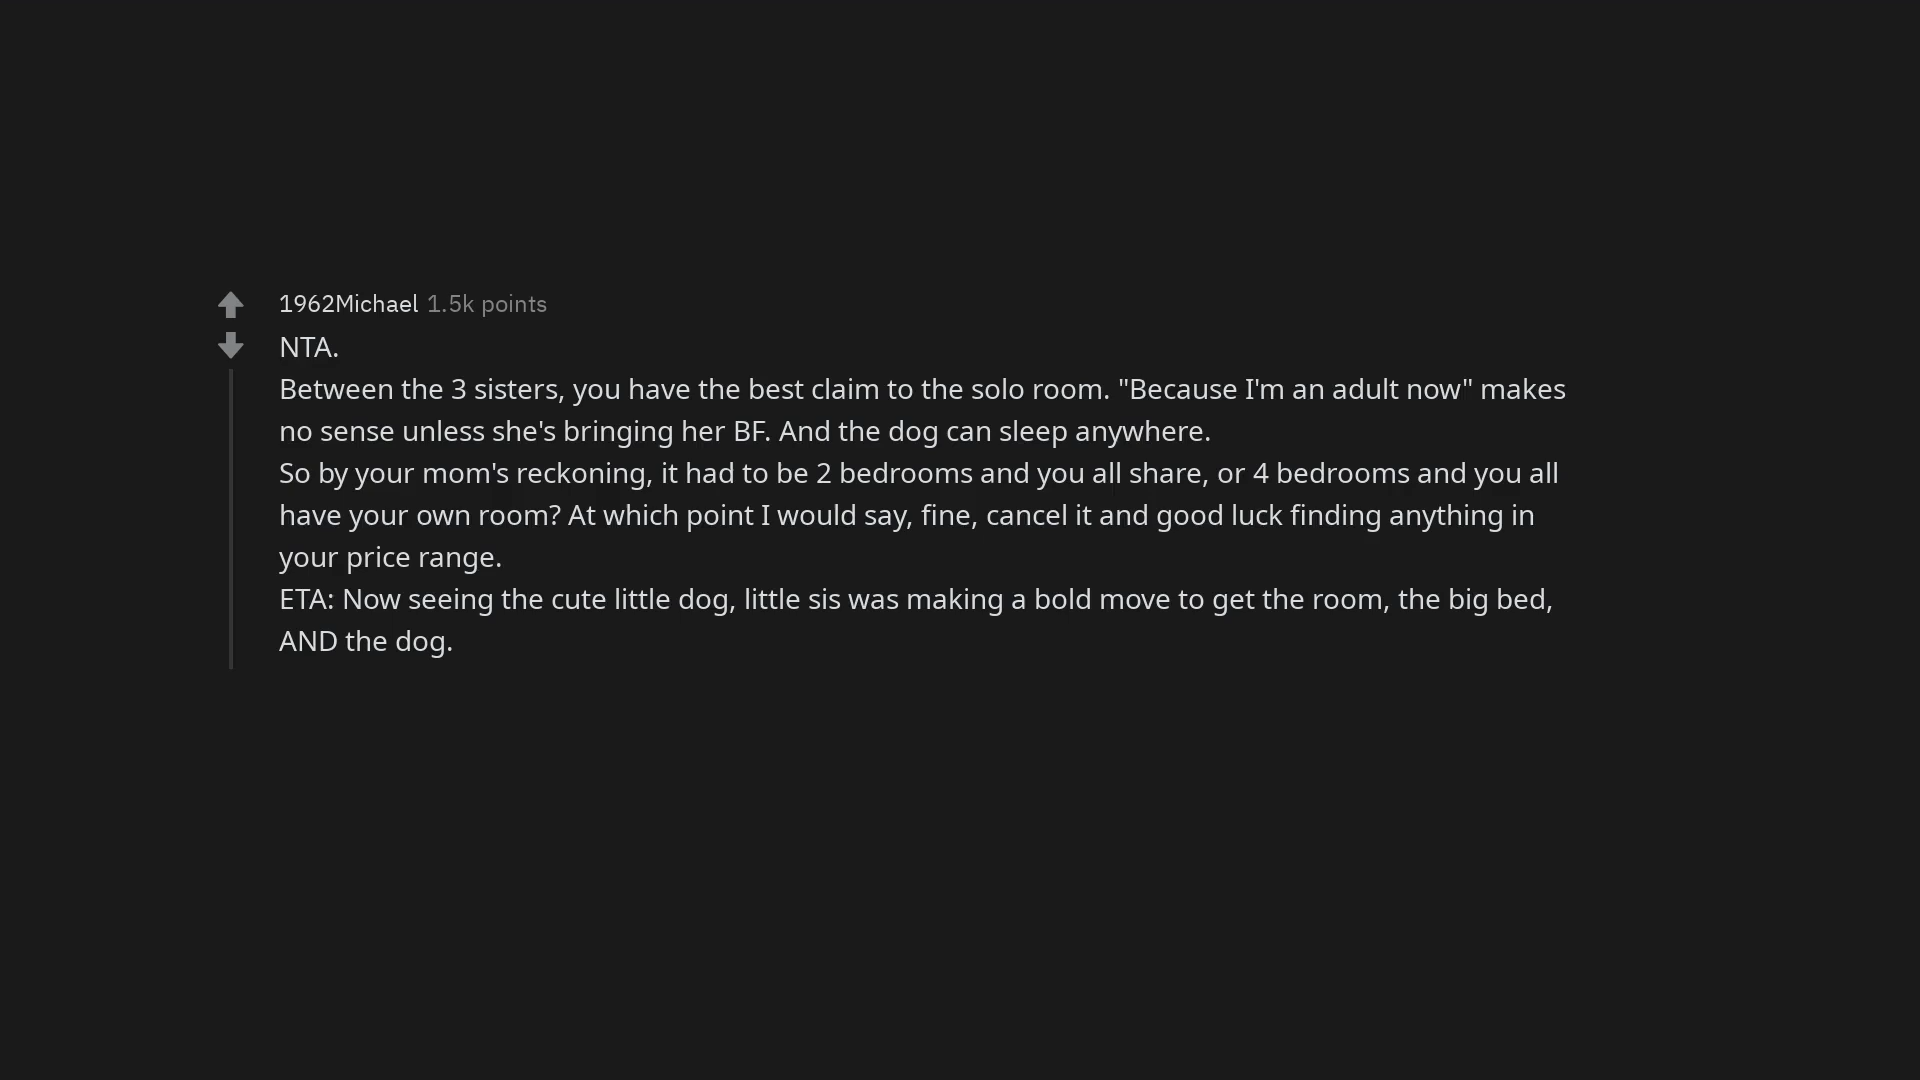 1962Michael 1.5k points
NTA.
Between the 3 sisters, you have the best claim to the solo room. "Because I'm an adult now" makes
no sense unless she's bringing her BF. And the dog can sleep anywhere.
So by your mom's reckoning, it had to be 2 bedrooms and you all share, or 4 bedrooms and you all
have your own room? At which point I would say, fine, cancel it and good luck finding anything in
your price range.
ETA: Now seeing the cute little dog, little sis was making a bold move to get the room, the big bed,
AND the dog.